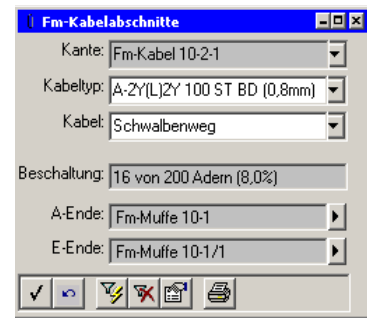 Fm-Kabelabschnitte
Kante: Fm-Kabel 10-2-1
Kabeltyp: A-2Y(L)2Y 100 ST BD (0,8mm)
Kabel: Schwalbenweg
Beschaltung: 16 von 200 Adern (8,0%)
A-Ende: Fm-Muffe 10-1
E-Ende: Fm-Muffe 10-1/1